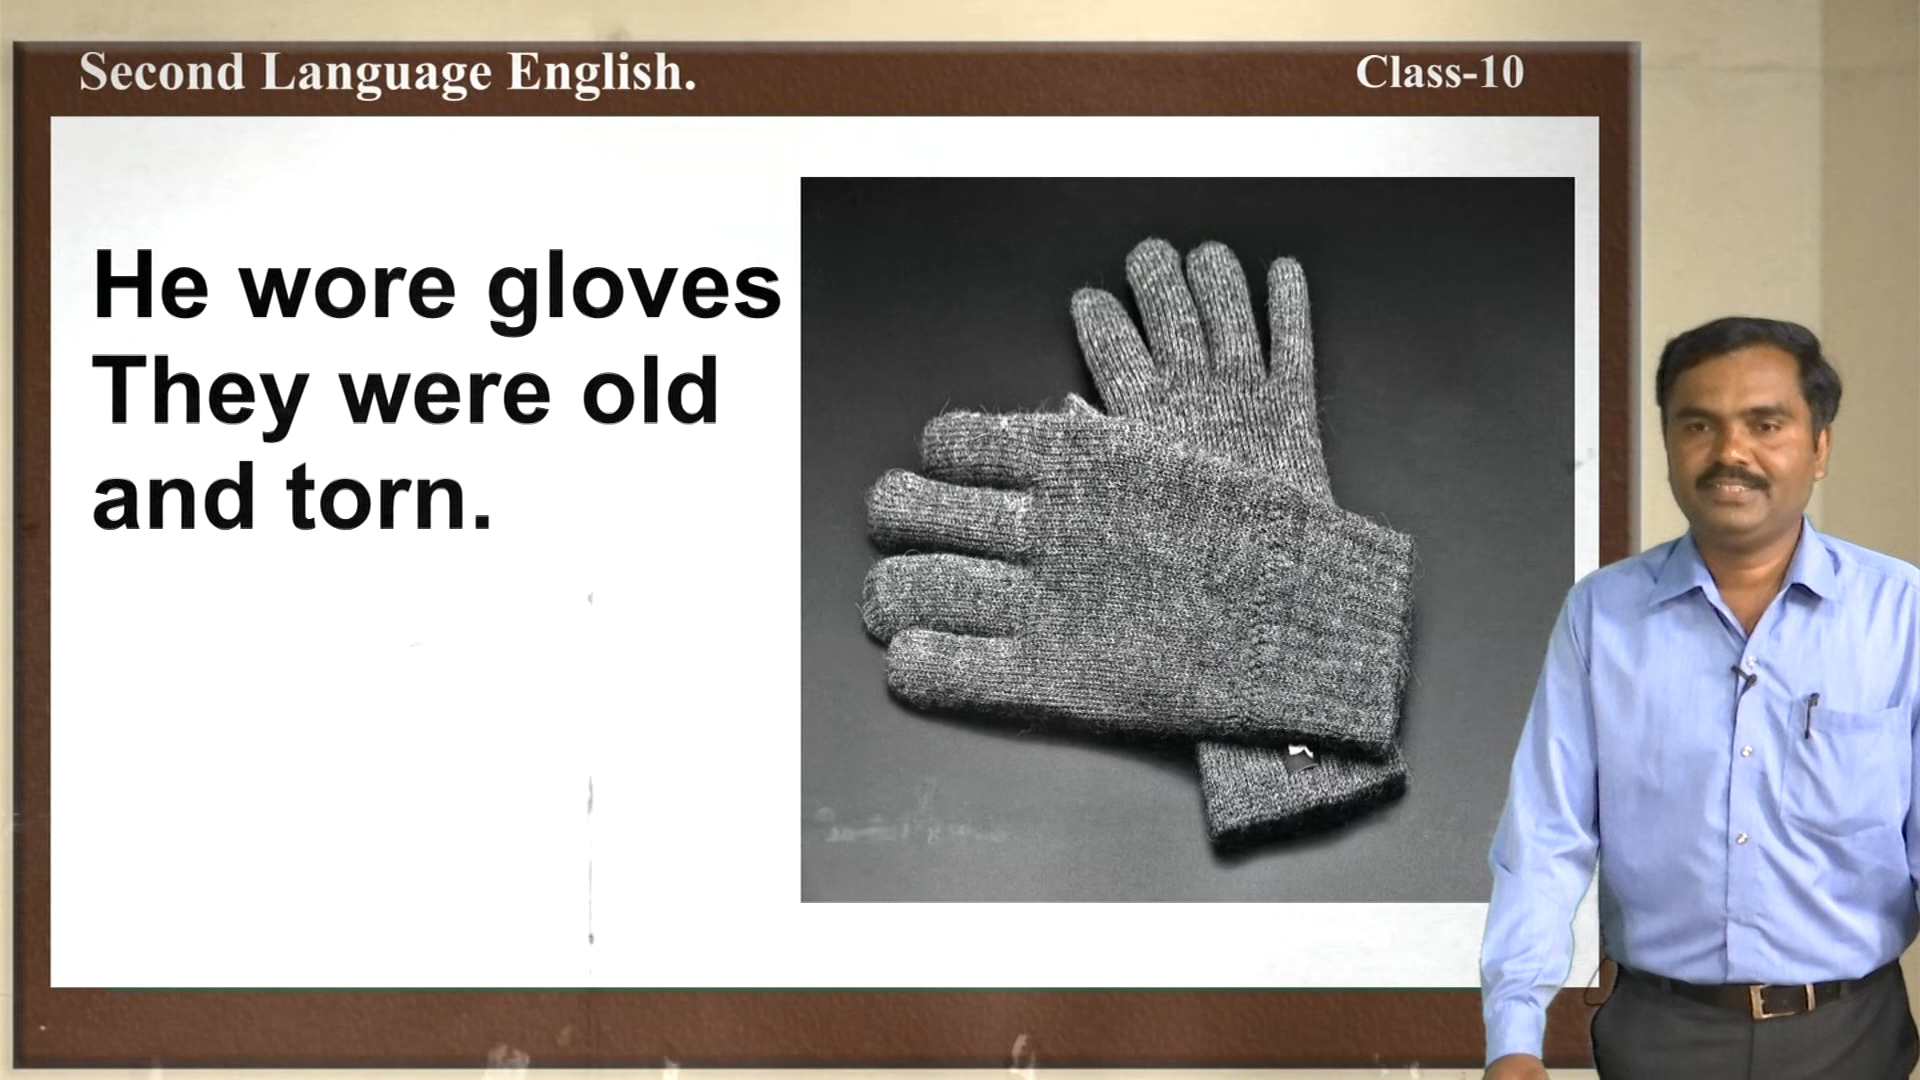 Second Language English.
Class-10
He wore gloves
They were old
and torn.